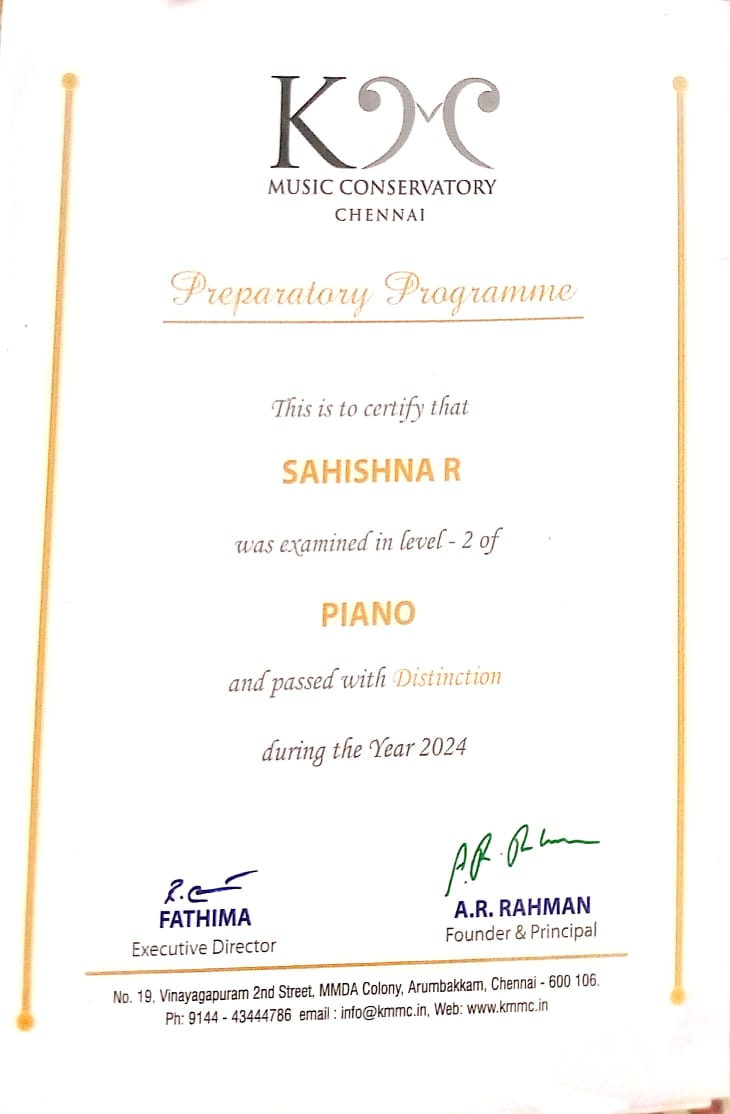 KMC
MUSIC CONSERVATORY
CHENNAI
Preparatory Programme
This is to certify that
SAHISHNA R
was examined in level - 2 of
PIANO
and passed with Distinction
during the Year 2024
A.R. Rahman
FATHIMA
Executive Director
A.R. RAHMAN
Founder & Principal
No. 19, Vinayagapuram 2nd Street, MMDA Colony, Arumbakkam, Chennai - 600 106.
Ph: 9144 - 43444786 email : info@kmmc.in, Web: www.kmmc.in